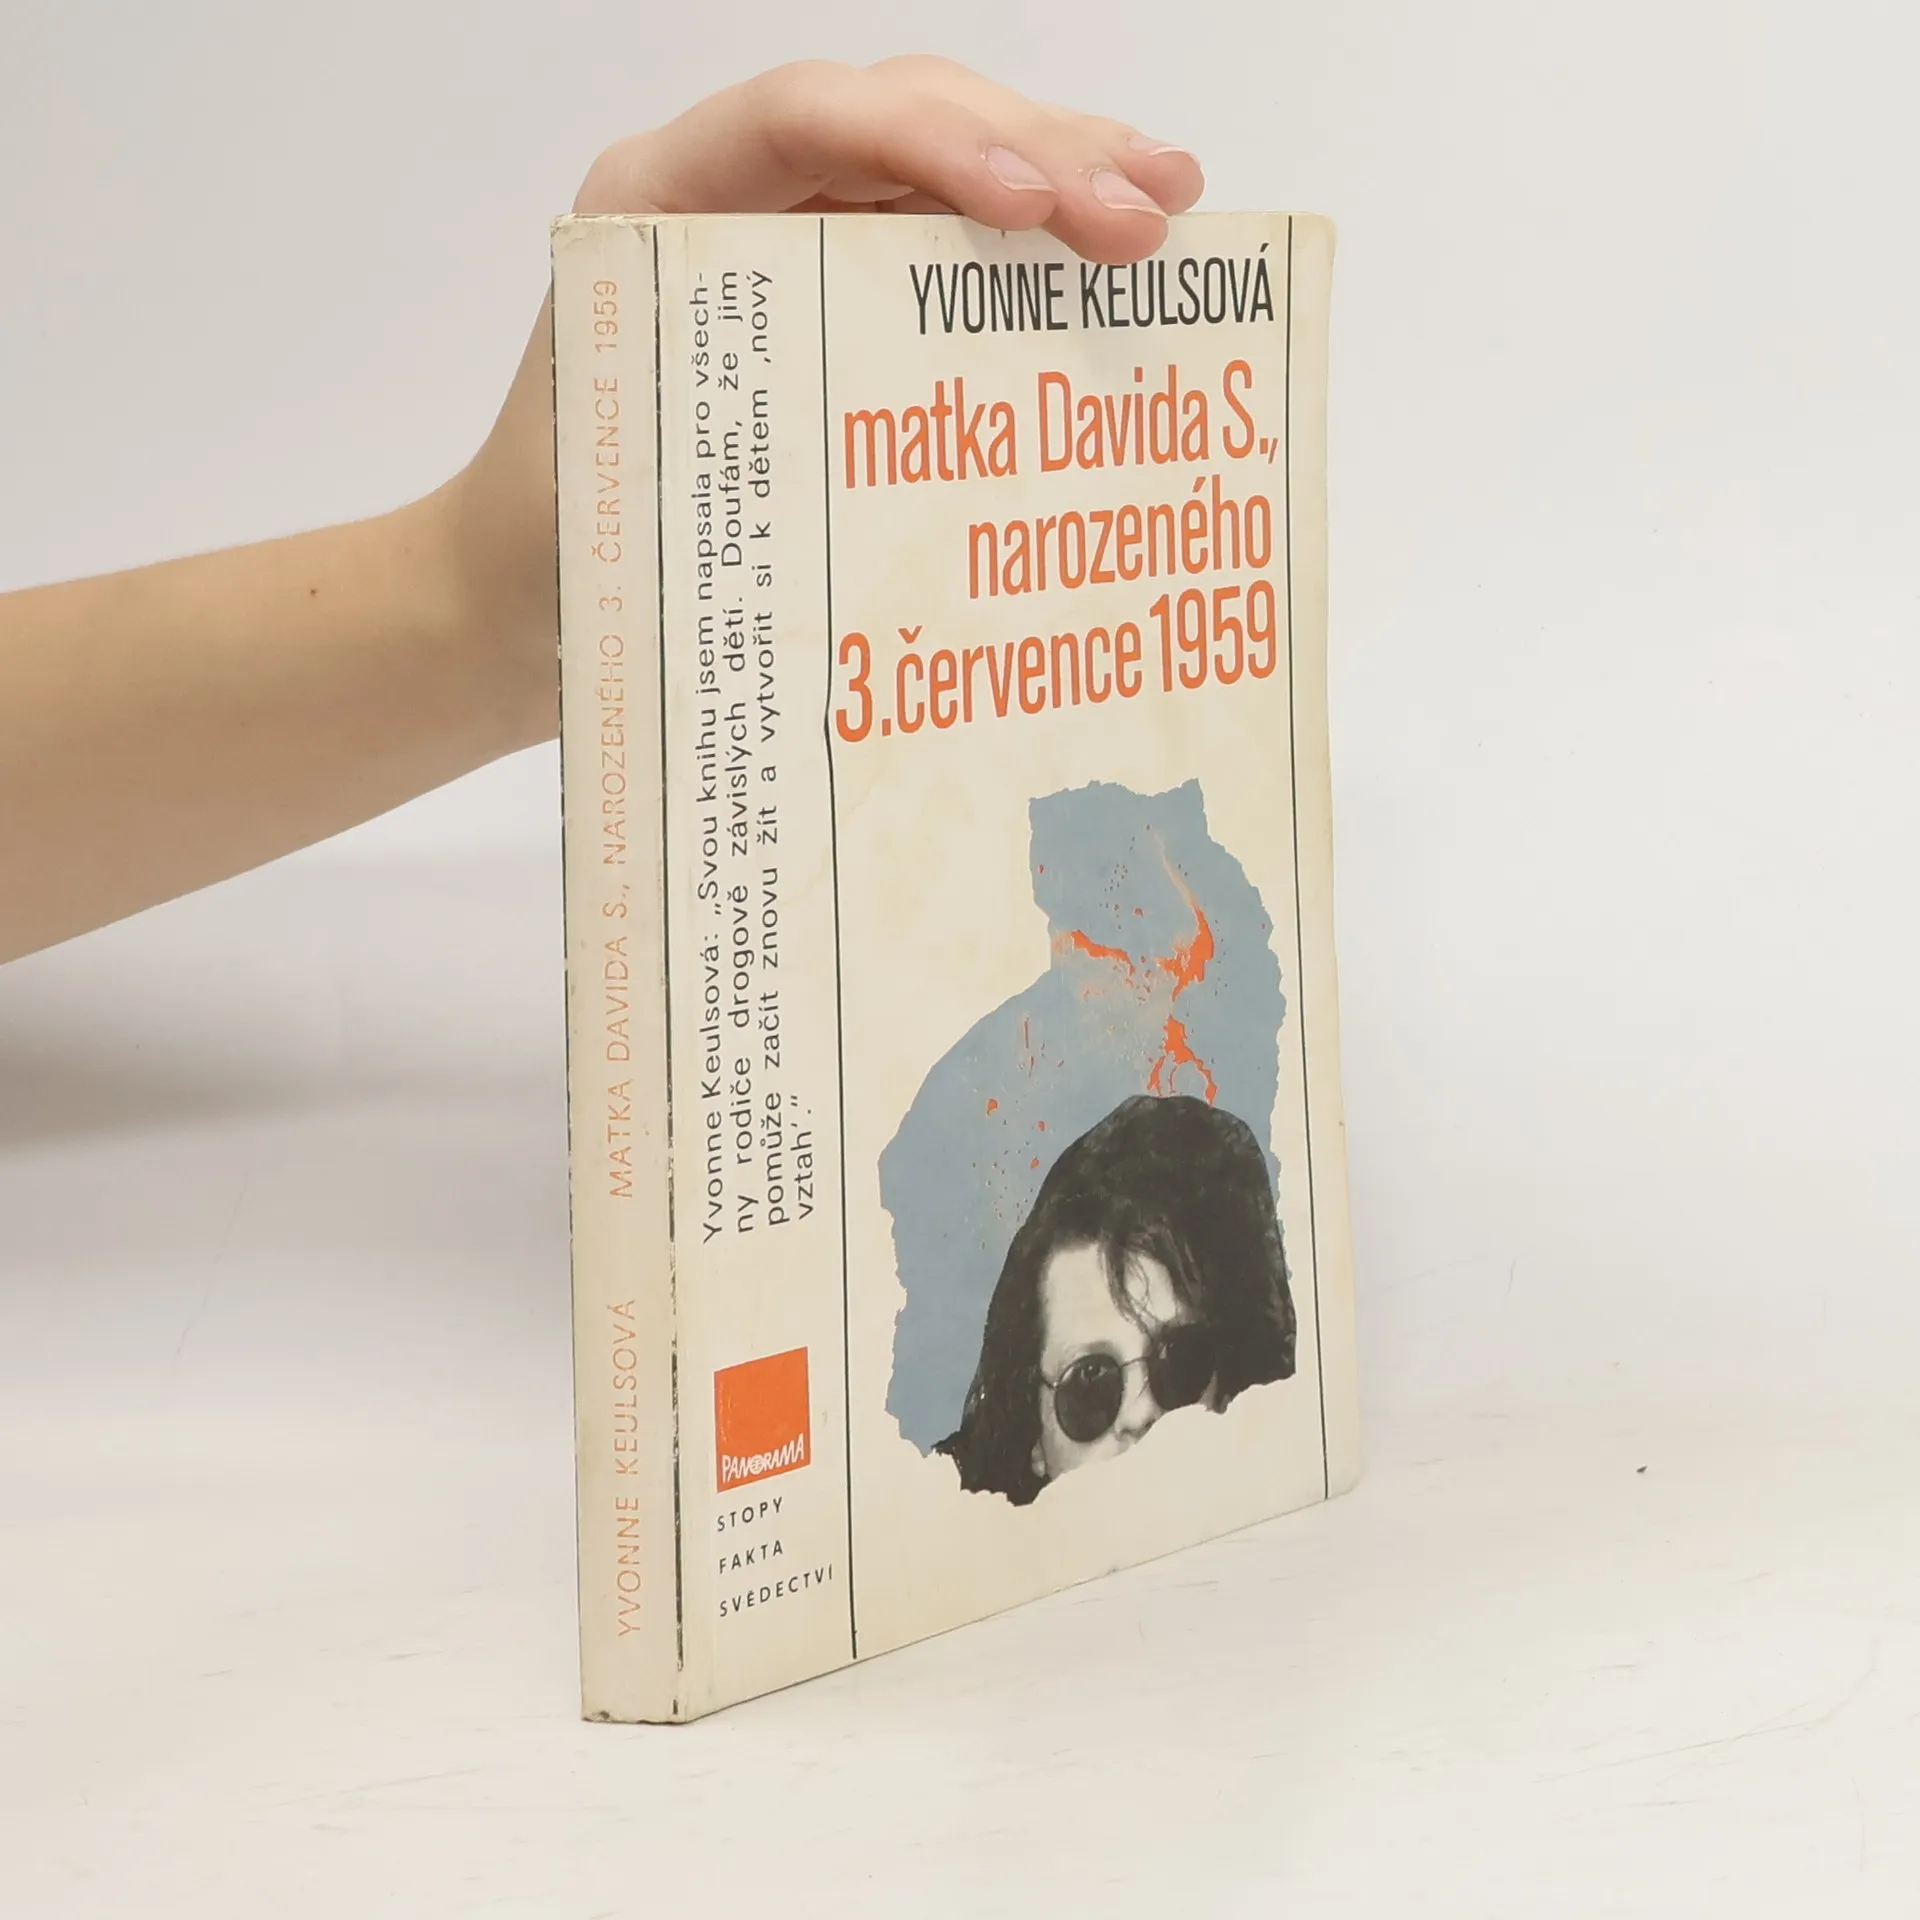 YVONNE KEULSOVÁ
matka Davida S.,
narozeného
3. července 1959
Yvonne Keulsová: „Svou knihu jsem napsala pro všech-
ny rodiče drogově závislých dětí. Doufám, že jim
pomůže začít znovu žít a vytvořit si k dětem ‚nový
vztah‘.“
PANORAMA
STOPY
FAKTA
SVĚDECTVÍ
YVONNE KEULSOVÁ MATKA DAVIDA S., NAROZENÉHO 3. ČERVENCE 1959